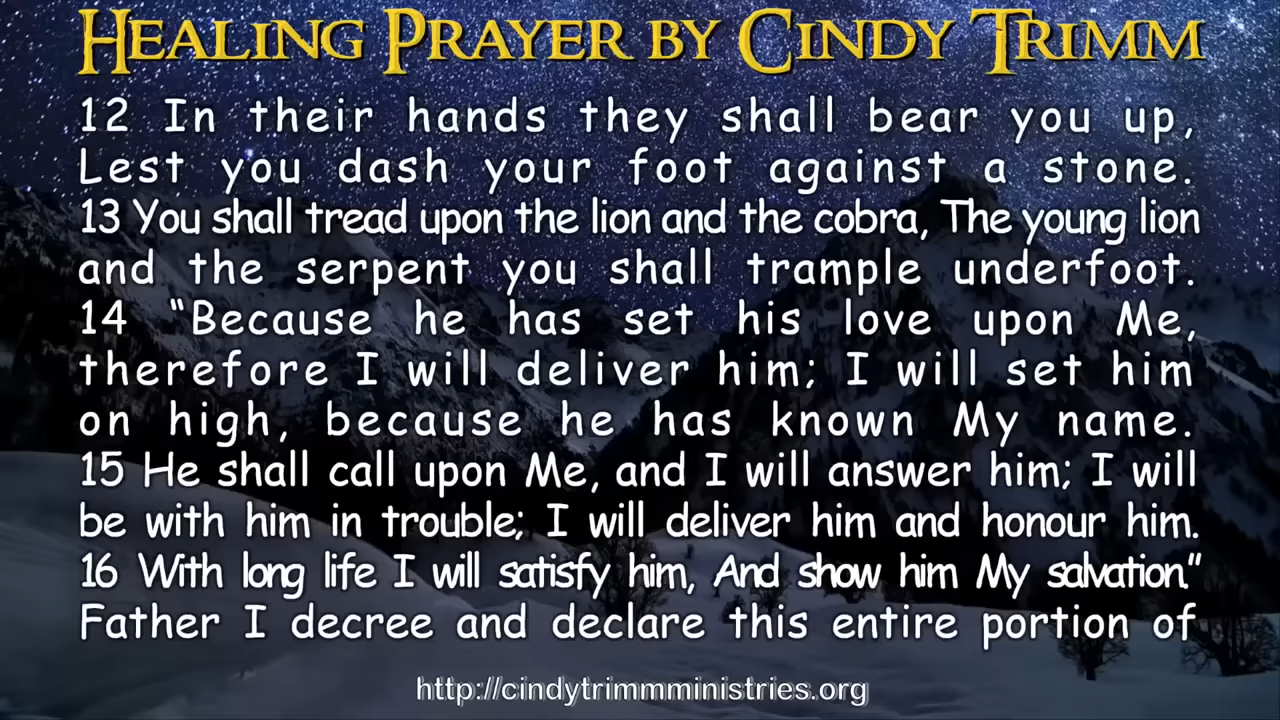 HEALING PRAYER BY CINDY TRIMM
12 In their hands they shall bear you up,
Lest you dash your foot against a stone.
13 You shall tread upon the lion and the cobra, The young lion
and the serpent you shall trample underfoot.
14 “Because he has set his love upon Me,
therefore I will deliver him; I will set him
on high, because he has known My name.
15 He shall call upon Me, and I will answer him; I will
be with him in trouble; I will deliver him and honour him.
16 With long life I will satisfy him, And show him My salvation.”
Father I decree and declare this entire portion of
http://cindytrimmministries.org